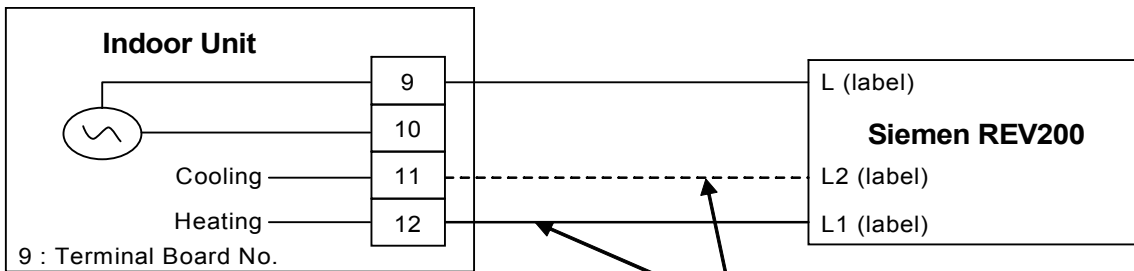 Indoor Unit
9
L (label)
10
Siemen REV200
Cooling
11
L2 (label)
Heating
12
L1 (label)
9 : Terminal Board No.